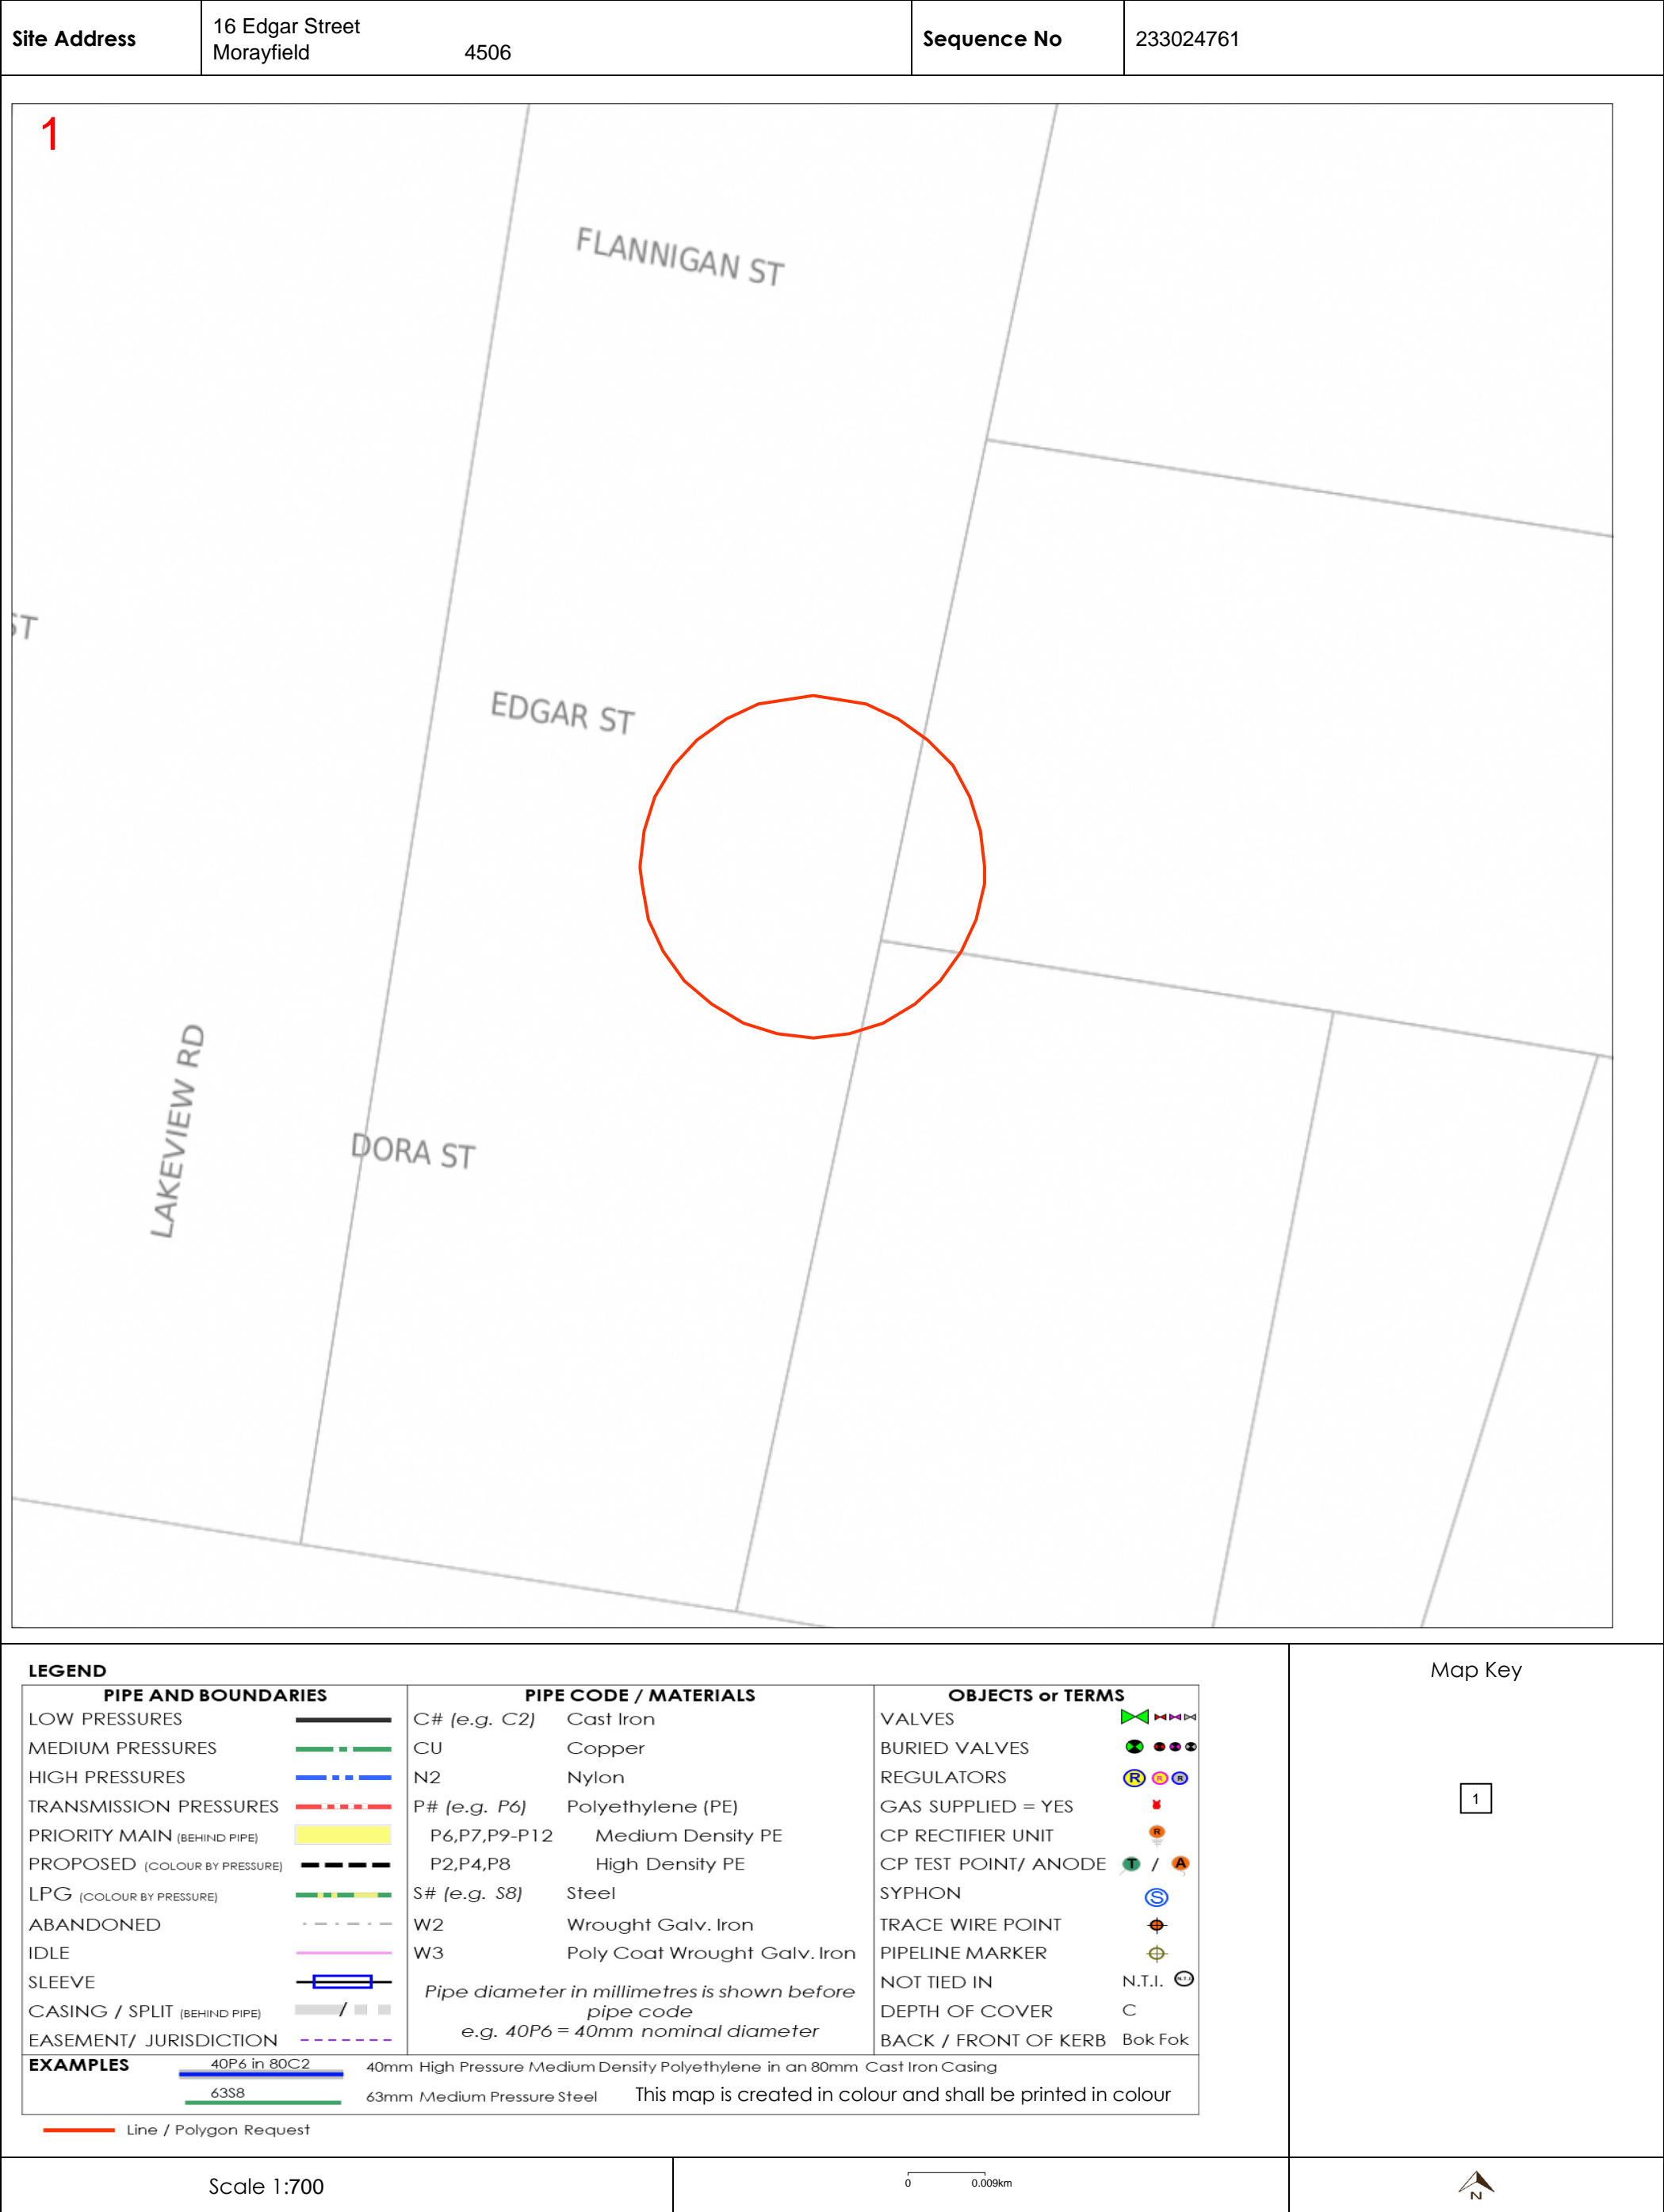 Site Address
16 Edgar Street
Morayfield 4506
Sequence No
233024761
1
FLANNIGAN ST
ST
EDGAR ST
LAKEVIEW RD
DORA ST
LEGEND
PIPE AND BOUNDARIES
LOW PRESSURES
MEDIUM PRESSURES
HIGH PRESSURES
TRANSMISSION PRESSURES
PRIORITY MAIN (BEHIND PIPE)
PROPOSED (COLOUR BY PRESSURE)
LPG (COLOUR BY PRESSURE)
ABANDONED
IDLE
SLEEVE
CASING / SPLIT (BEHIND PIPE) /
EASEMENT/ JURISDICTION
PIPE CODE / MATERIALS
C# (e.g. C2) Cast Iron
CU Copper
N2 Nylon
P# (e.g. P6) Polyethylene (PE)
P6,P7,P9-P12 Medium Density PE
P2,P4,P8 High Density PE
S# (e.g. S8) Steel
W2 Wrought Galv. Iron
W3 Poly Coat Wrought Galv. Iron
Pipe diameter in millimetres is shown before
pipe code
e.g. 40P6 = 40mm nominal diameter
OBJECTS or TERMS
VALVES
BURIED VALVES
REGULATORS R R R
GAS SUPPLIED = YES
CP RECTIFIER UNIT R
CP TEST POINT/ ANODE T / A
SYPHON S
TRACE WIRE POINT
PIPELINE MARKER
NOT TIED IN N.T.I. N.T.I
DEPTH OF COVER C
BACK / FRONT OF KERB Bok Fok
EXAMPLES
40P6 in 80C2 40mm High Pressure Medium Density Polyethylene in an 80mm Cast Iron Casing
63S8 63mm Medium Pressure Steel This map is created in colour and shall be printed in colour
Line / Polygon Request
Map Key
1
Scale 1:700
0 0.009km
N